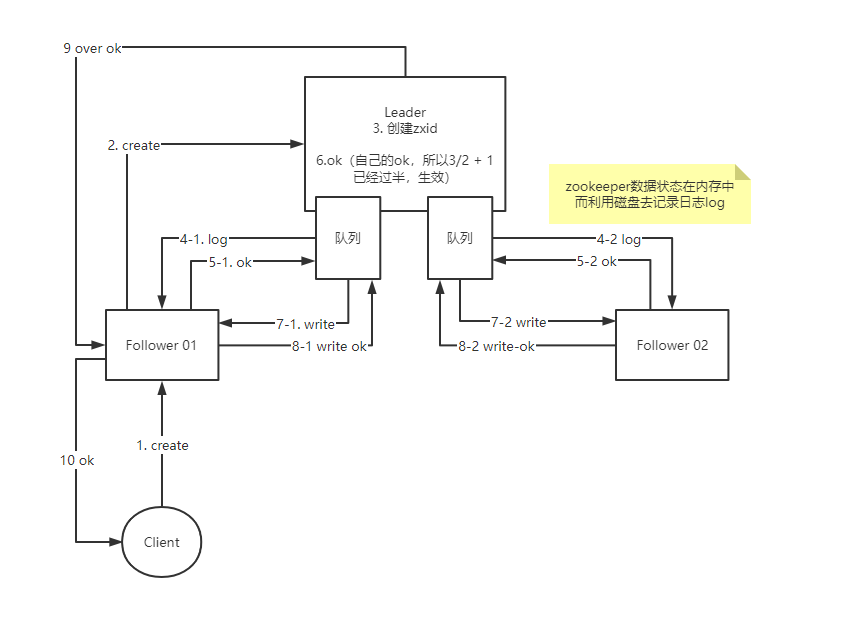 9 over ok
Leader
3. 创建zxid
2. create
6.ok（自己的ok，所以3/2 + 1
已经过半，生效）
zookeeper数据状态在内存中
而利用磁盘去记录日志log
队列
队列
4-1. log
4-2 log
5-1. ok
5-2 ok
7-1. write
7-2 write
8-1 write ok
8-2 write-ok
Follower 01
Follower 02
1. create
10 ok
Client